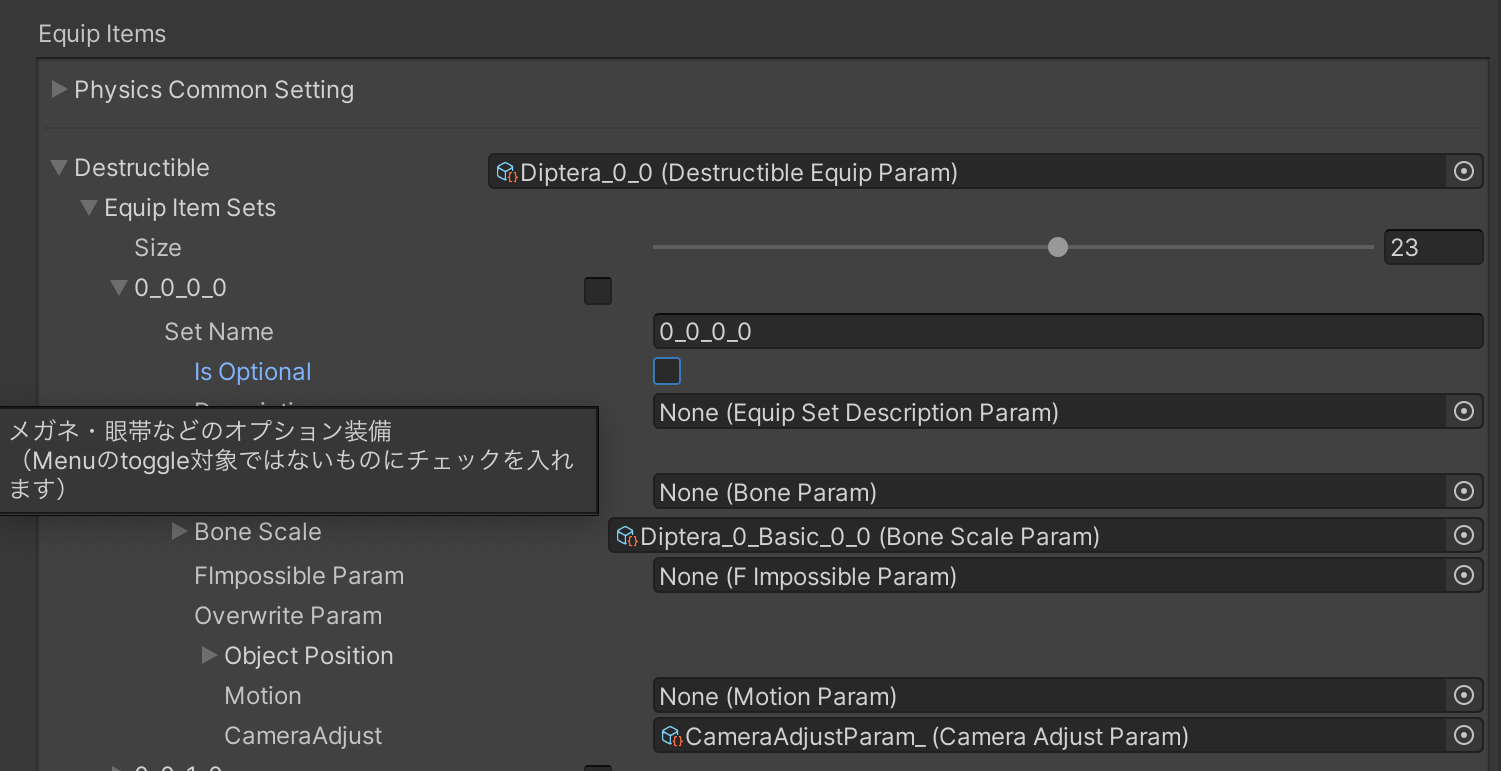 Equip Items
Physics Common Setting
Destructible
Diptera_0_0 (Destructible Equip Param)
Equip Item Sets
Size
23
0_0_0_0
Set Name
0_0_0_0
Is Optional
None (Equip Set Description Param)
メガネ・眼帯などのオプション装備
（Menuのtoggle対象ではないものにチェックを入れ
ます）
None (Bone Param)
Bone Scale
Diptera_0_Basic_0_0 (Bone Scale Param)
FImpossible Param
None (F Impossible Param)
Overwrite Param
Object Position
Motion
None (Motion Param)
CameraAdjust
CameraAdjustParam_ (Camera Adjust Param)